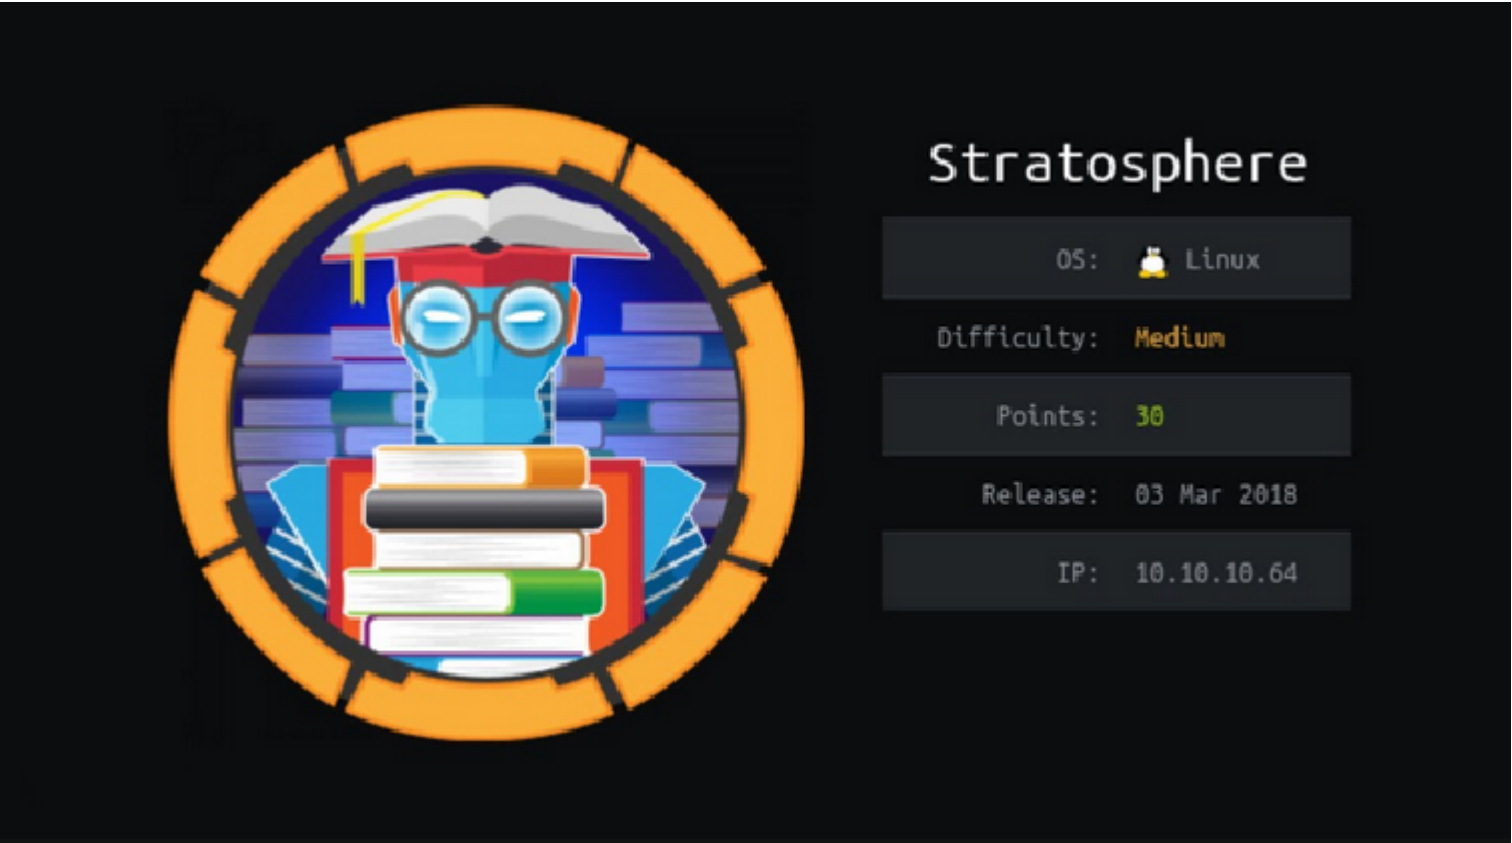 Stratosphere
OS: Linux
Difficulty: Medium
Points: 30
Release: 03 Mar 2018
IP: 10.10.10.64